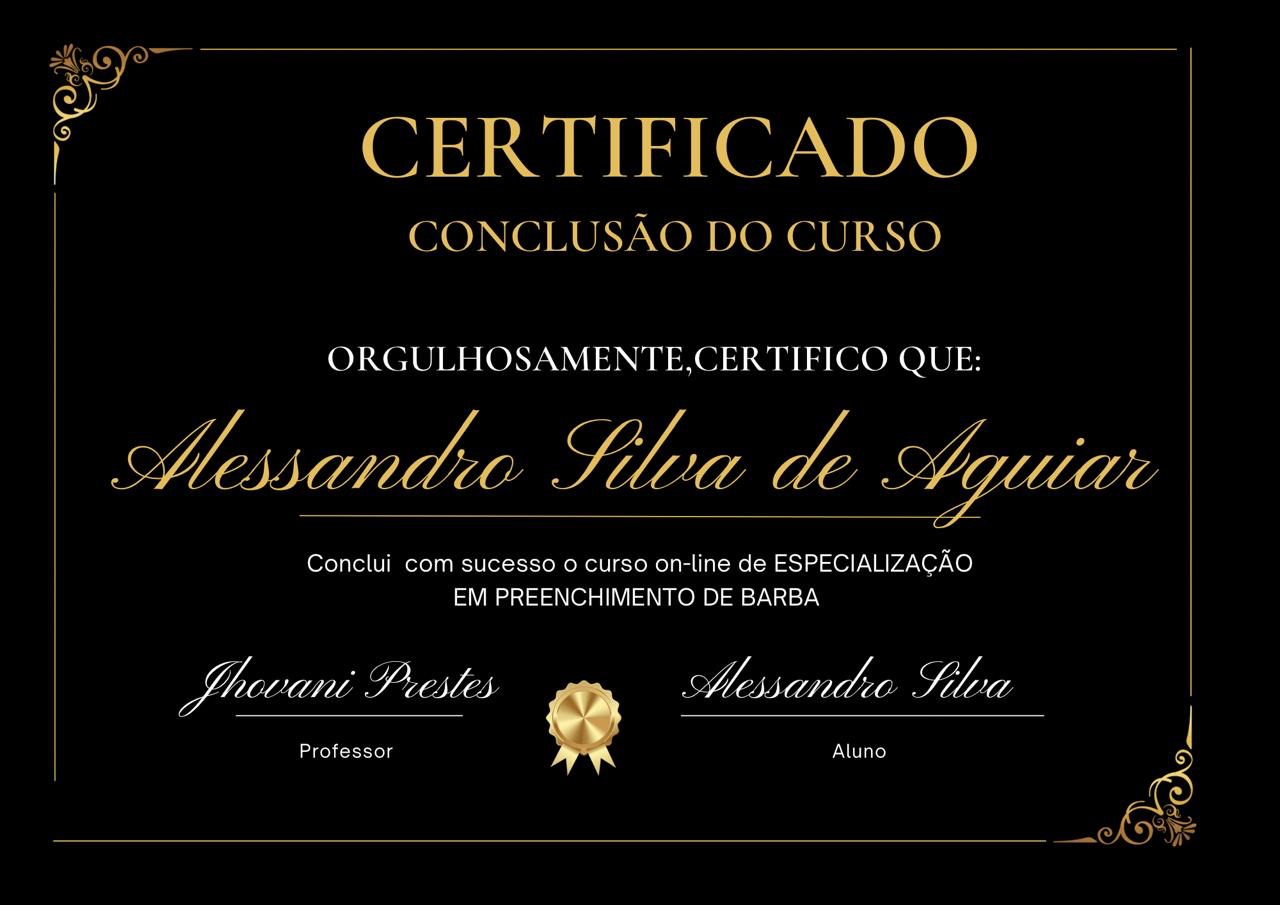 CERTIFICADO
CONCLUSÃO DO CURSO
ORGULHOSAMENTE,CERTIFICO QUE:
Alessandro Silva de Aguiar
Conclui com sucesso o curso on-line de ESPECIALIZAÇÃO
EM PREENCHIMENTO DE BARBA
Jhovani Prestes
Alessandro Silva
Professor
Aluno